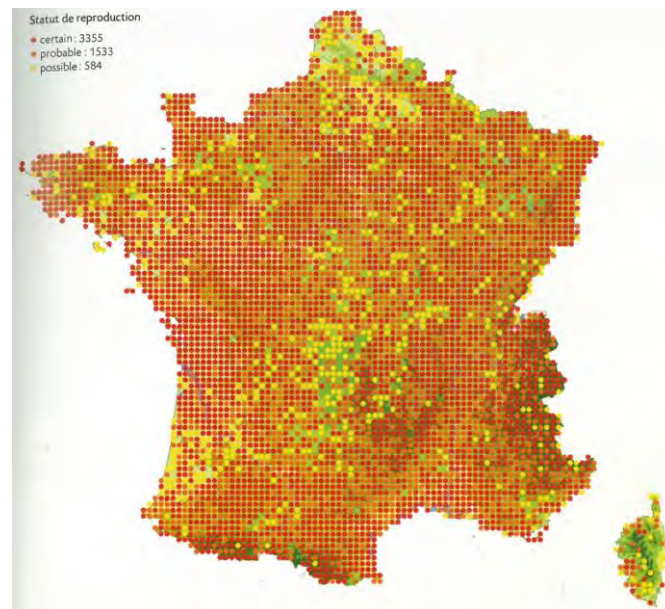 Statut de reproduction
certain : 3355
probable : 1533
possible : 584